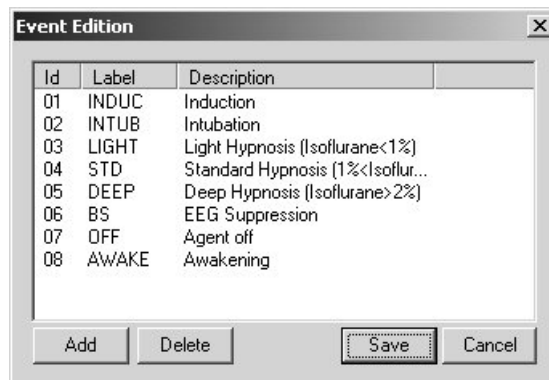 Event Edition
Id Label Description
01 INDUC Induction
02 INTUB Intubation
03 LIGHT Light Hypnosis (Isoflurane<1%)
04 STD Standard Hypnosis (1%<Isoflur...
05 DEEP Deep Hypnosis (Isoflurane>2%)
06 BS EEG Suppression
07 OFF Agent off
08 AWAKE Awakening
Add Delete Save Cancel